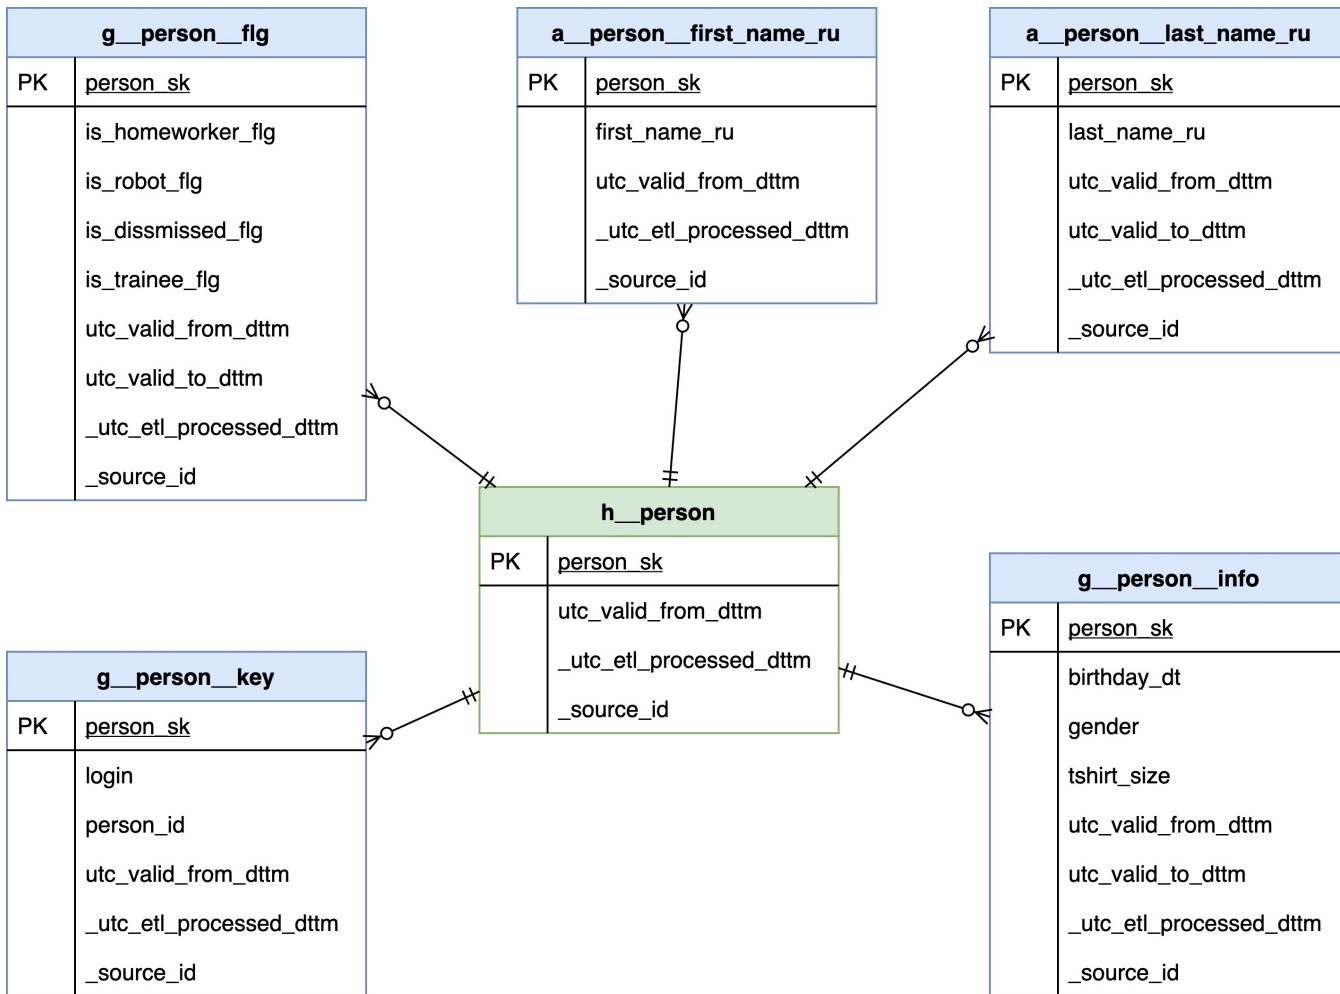 g__person__flg
PK person_sk
is_homeworker_flg
is_robot_flg
is_dissmissed_flg
is_trainee_flg
utc_valid_from_dttm
utc_valid_to_dttm
_utc_etl_processed_dttm
_source_id
a__person__first_name_ru
PK person_sk
first_name_ru
utc_valid_from_dttm
_utc_etl_processed_dttm
_source_id
a__person__last_name_ru
PK person_sk
last_name_ru
utc_valid_from_dttm
utc_valid_to_dttm
_utc_etl_processed_dttm
_source_id
h__person
PK person_sk
utc_valid_from_dttm
_utc_etl_processed_dttm
_source_id
g__person__key
PK person_sk
login
person_id
utc_valid_from_dttm
_utc_etl_processed_dttm
_source_id
g__person__info
PK person_sk
birthday_dt
gender
tshirt_size
utc_valid_from_dttm
utc_valid_to_dttm
_utc_etl_processed_dttm
_source_id